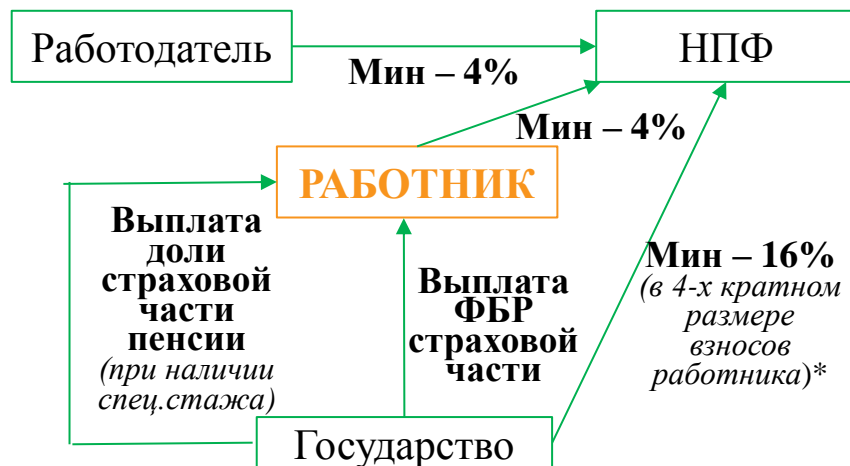 Работодатель
НПФ
Мин – 4%
Мин – 4%
РАБОТНИК
Выплата
доли
страховой
части
пенсии
(при наличии
спец.стажа)
Выплата
ФБР
страховой
части
Мин – 16%
(в 4-х кратном
размере
взносов
работника)*
Государство